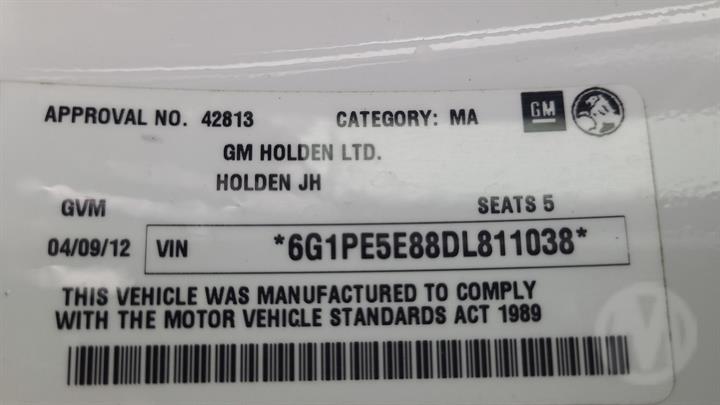 APPROVAL NO. 42813 CATEGORY: MA GM
GM HOLDEN LTD.
HOLDEN JH
GVM SEATS 5
04/09/12 VIN *6G1PE5E88DL811038*
THIS VEHICLE WAS MANUFACTURED TO COMPLY
WITH THE MOTOR VEHICLE STANDARDS ACT 1989
M